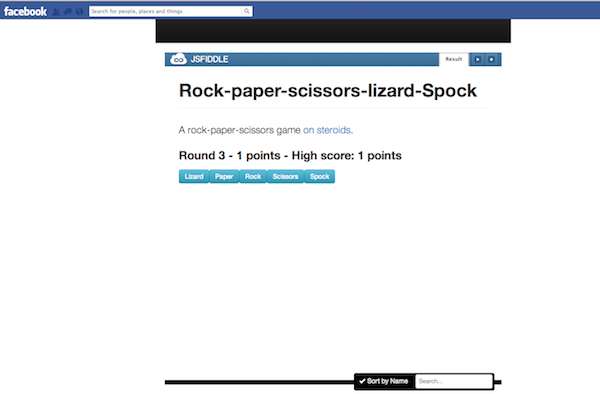 facebook
Search for people, places and things
JSFIDDLE
Result
Rock-paper-scissors-lizard-Spock
A rock-paper-scissors game on steroids.
Round 3 - 1 points - High score: 1 points
Lizard Paper Rock Scissors Spock
✔ Sort by Name
Search...